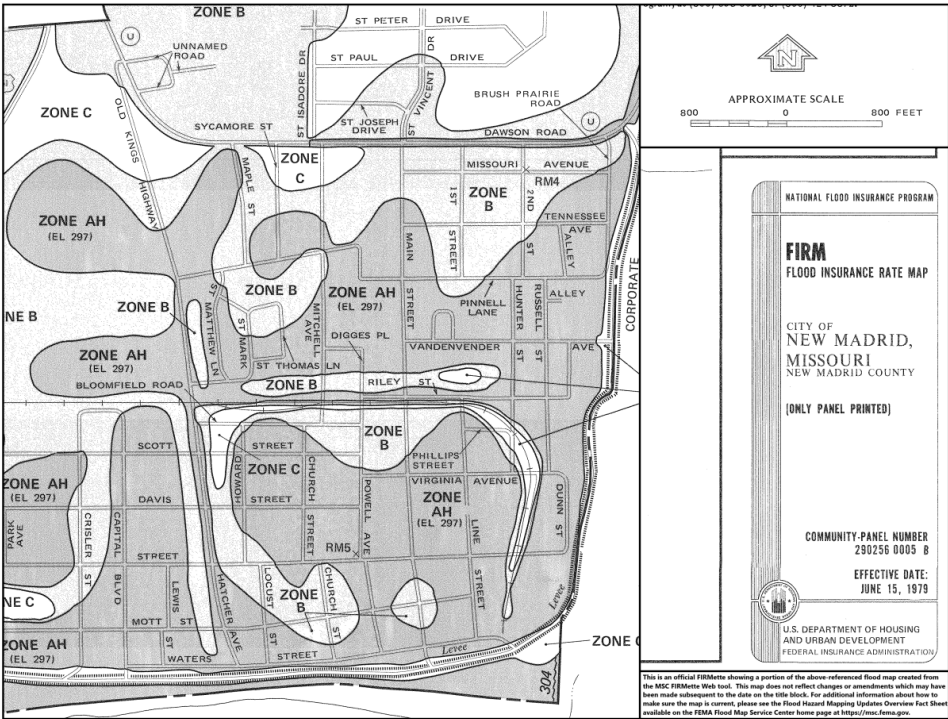 ZONE B
ST PETER DRIVE
U
UNNAMED
ROAD
ST ISADORE DR
ST PAUL DRIVE
ST VINCENT DR
BRUSH PRAIRIE
ROAD
U
ZONE C
OLD KINGS HIGHWAY
SYCAMORE ST
ST JOSEPH
DRIVE
DAWSON ROAD
ZONE
C
MAPLE ST
MISSOURI AVENUE
RM4
1ST STREET
ZONE
B
2ND ST
TENNESSEE
AVE
ALLEY
ZONE AH
(EL 297)
MAIN STREET
ZONE B
ZONE AH
(EL 297)
PINNELL
LANE
HUNTER ST
RUSSELL ST
ALLEY
CORPORATE
NE B
ZONE B
ST MATTHEW LN
ST MARK
MITCHELL AVE
DIGGES PL
VANDENVENDER AVE
ZONE AH
(EL 297)
ST THOMAS LN
BLOOMFIELD ROAD
ZONE B
RILEY ST
SCOTT STREET
ZONE
B
ZONE C
PHILLIPS
STREET
HOWARD
CHURCH STREET
POWELL AVE
VIRGINIA AVENUE
ZONE AH
(EL 297)
DAVIS STREET
ZONE
AH
(EL 297)
DUNN ST
PARK AVE
CRISLER ST
CAPITAL BLVD
LINE STREET
RM5
STREET
NE C
LEWIS ST
HATCHER AVE
LOCUST ST
CHURCH ST
ZONE
B
MOTT ST
Levee
ZONE AH
(EL 297)
WATERS STREET
Levee
ZONE C
304
N
APPROXIMATE SCALE
800 0 800 FEET
NATIONAL FLOOD INSURANCE PROGRAM
FIRM
FLOOD INSURANCE RATE MAP
CITY OF
NEW MADRID,
MISSOURI
NEW MADRID COUNTY
(ONLY PANEL PRINTED)
COMMUNITY-PANEL NUMBER
290256 0005 B
EFFECTIVE DATE:
JUNE 15, 1979
U.S. DEPARTMENT OF HOUSING
AND URBAN DEVELOPMENT
FEDERAL INSURANCE ADMINISTRATION
This is an official FIRMette showing a portion of the above-referenced flood map created from
the MSC FIRMette Web tool. This map does not reflect changes or amendments which may have
been made subsequent to the date on the title block. For additional information about how to
make sure the map is current, please see the Flood Hazard Mapping Updates Overview Fact Sheet
available on the FEMA Flood Map Service Center home page at https://msc.fema.gov.